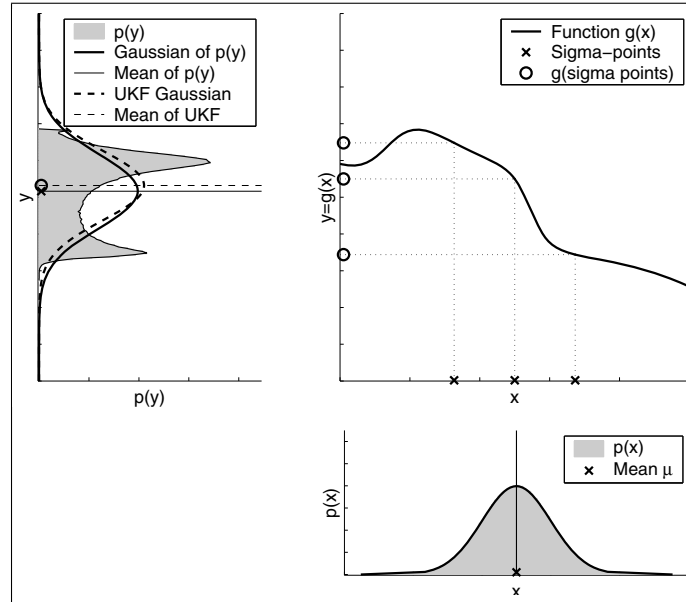 p(y)
Gaussian of p(y)
Mean of p(y)
UKF Gaussian
Mean of UKF
y
p(y)
Function g(x)
Sigma-points
g(sigma points)
y=g(x)
x
p(x)
Mean μ
p(x)
x